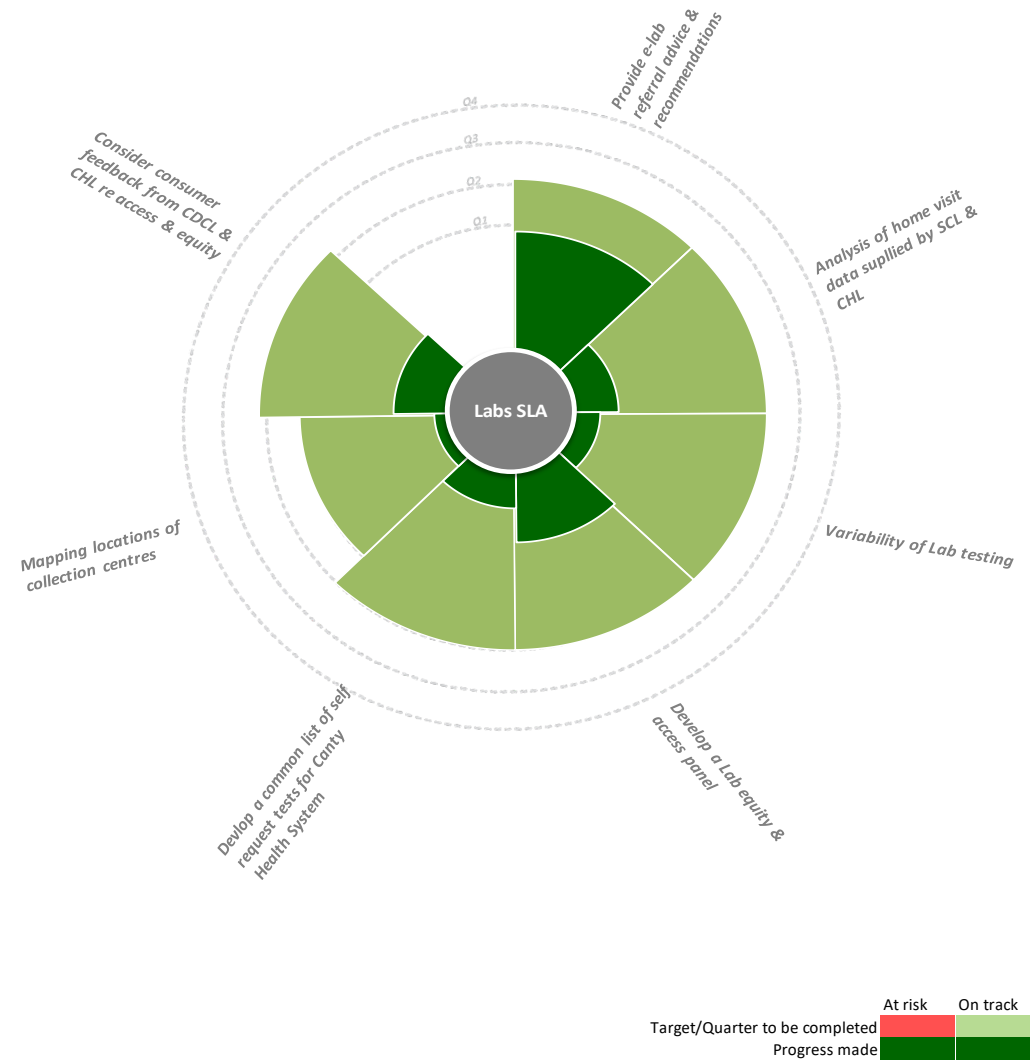 Provide e-lab
referral advice &
recommendations
Q4
Q3
Q2
Q1
Consider consumer
feedback from CDCL &
CHL re access & equity
Analysis of home visit
data supllied by SCL &
CHL
Labs SLA
Mapping locations of
collection centres
Variability of Lab testing
Devlop a common list of self
request tests for Canty
Health System
Develop a Lab equity &
access panel
At risk On track
Target/Quarter to be completed
Progress made